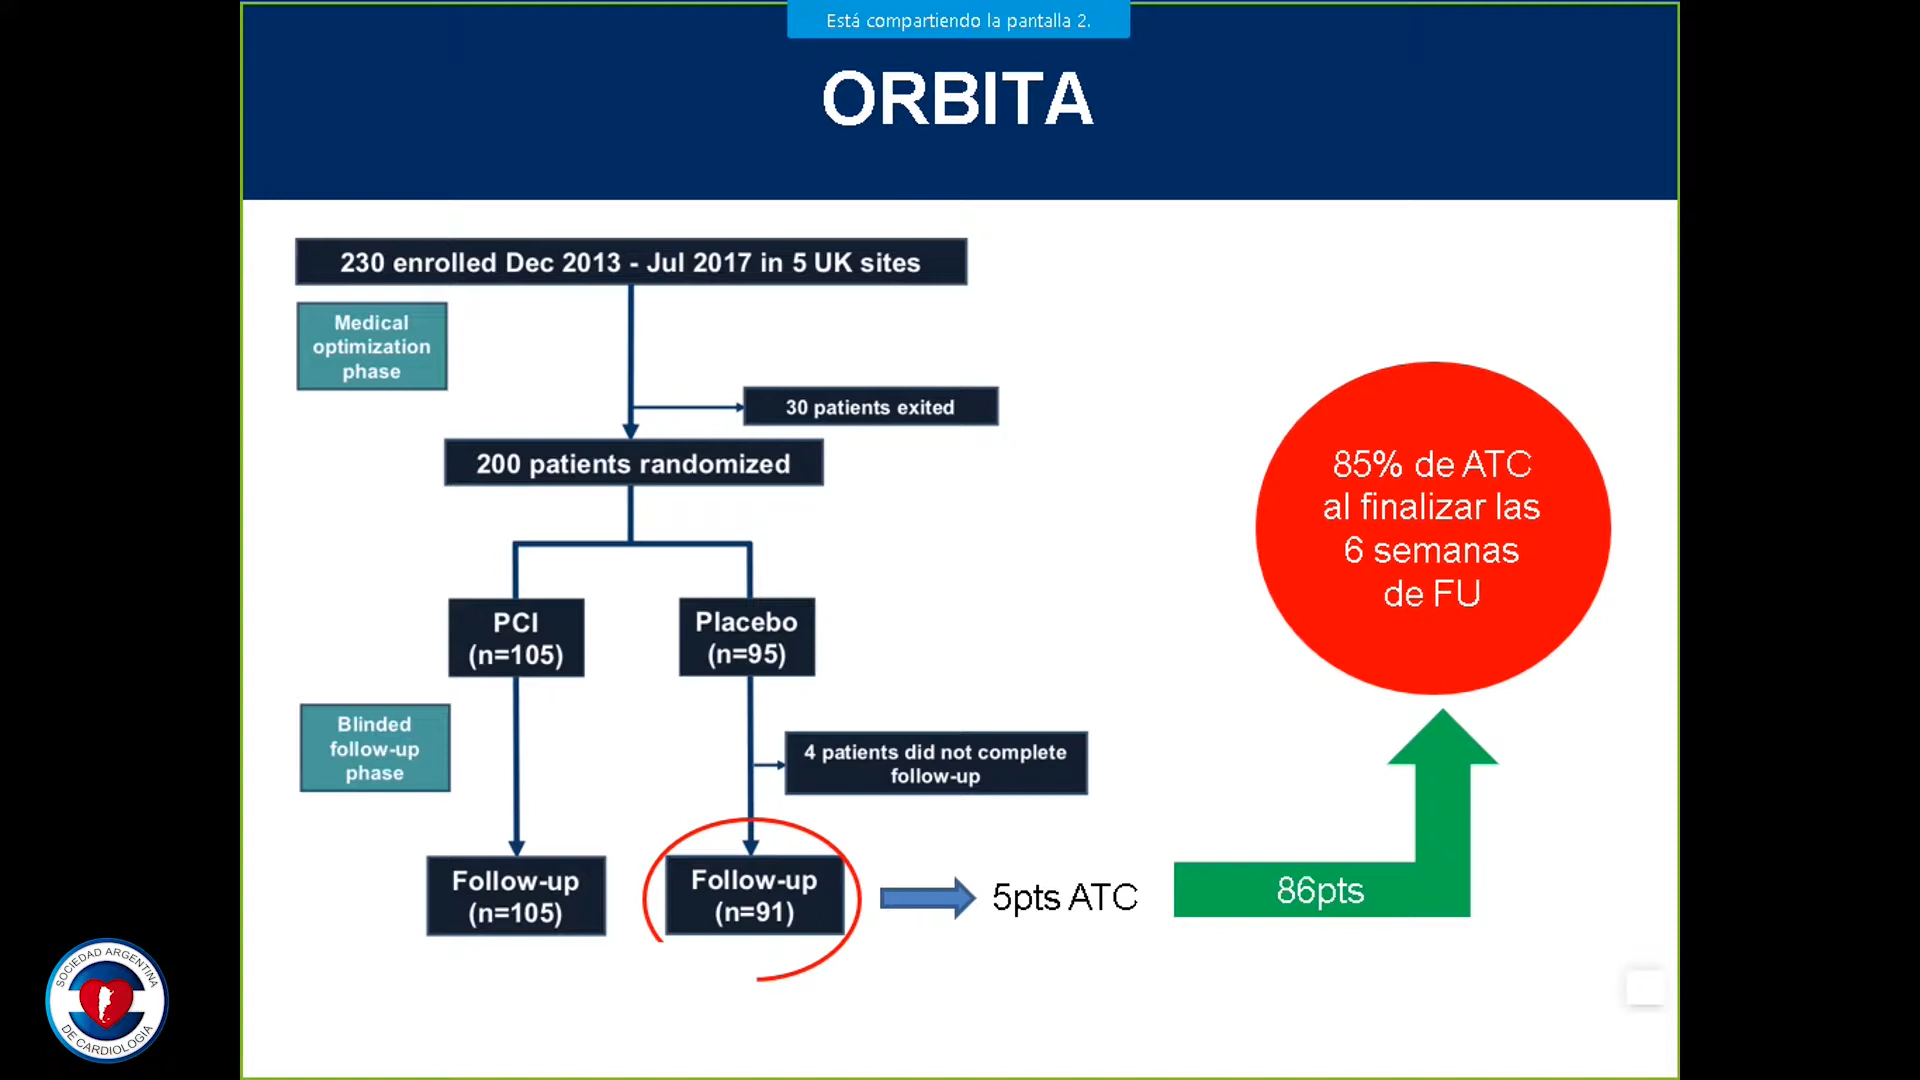 Está compartiendo la pantalla 2.
ORBITA
230 enrolled Dec 2013 - Jul 2017 in 5 UK sites
Medical
optimization
phase
30 patients exited
200 patients randomized
PCI
(n=105)
Placebo
(n=95)
Blinded
follow-up
phase
4 patients did not complete
follow-up
Follow-up
(n=105)
Follow-up
(n=91)
5pts ATC
86pts
85% de ATC
al finalizar las
6 semanas
de FU
SOCIEDAD ARGENTINA
DE CARDIOLOGIA